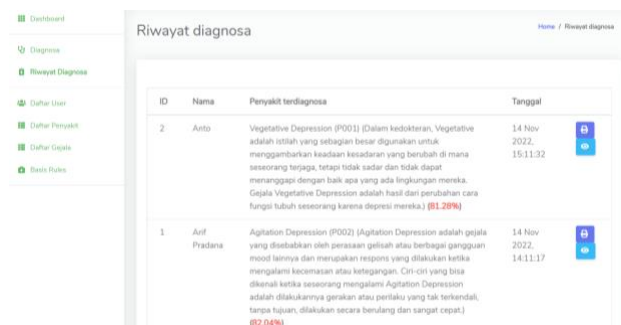 Dashboard
Diagnosa
Riwayat Diagnosa
Daftar User
Daftar Penyakit
Daftar Gejala
Basis Rules
Riwayat diagnosa
Home / Riwayat diagnosa
ID Nama Penyakit terdiagnosa Tanggal
2 Anto Vegetative Depression (P001) (Dalam kedokteran, Vegetative 14 Nov
adalah istilah yang sebagian besar digunakan untuk 2022,
menggambarkan keadaan kesadaran yang berubah di mana 15:11:32
seseorang terjaga, tetapi tidak sadar dan tidak dapat
menanggapi dengan baik apa yang ada lingkungan mereka.
Gejala Vegetative Depression adalah hasil dari perubahan cara
fungsi tubuh seseorang karena depresi mereka.) (81.28%)
1 Arif Agitation Depression (P002) (Agitation Depression adalah gejala 14 Nov
Pradana yang disebabkan oleh perasaan gelisah atau berbagai gangguan 2022,
mood lainnya dan merupakan respons yang dilakukan ketika 14:11:17
mengalami kecemasan atau ketegangan. Ciri-ciri yang bisa
dikenali ketika seseorang mengalami Agitation Depression
adalah dilakukannya gerakan atau perilaku yang tak terkendali,
tanpa tujuan, dilakukan secara berulang dan sangat cepat.)
(82.04%)